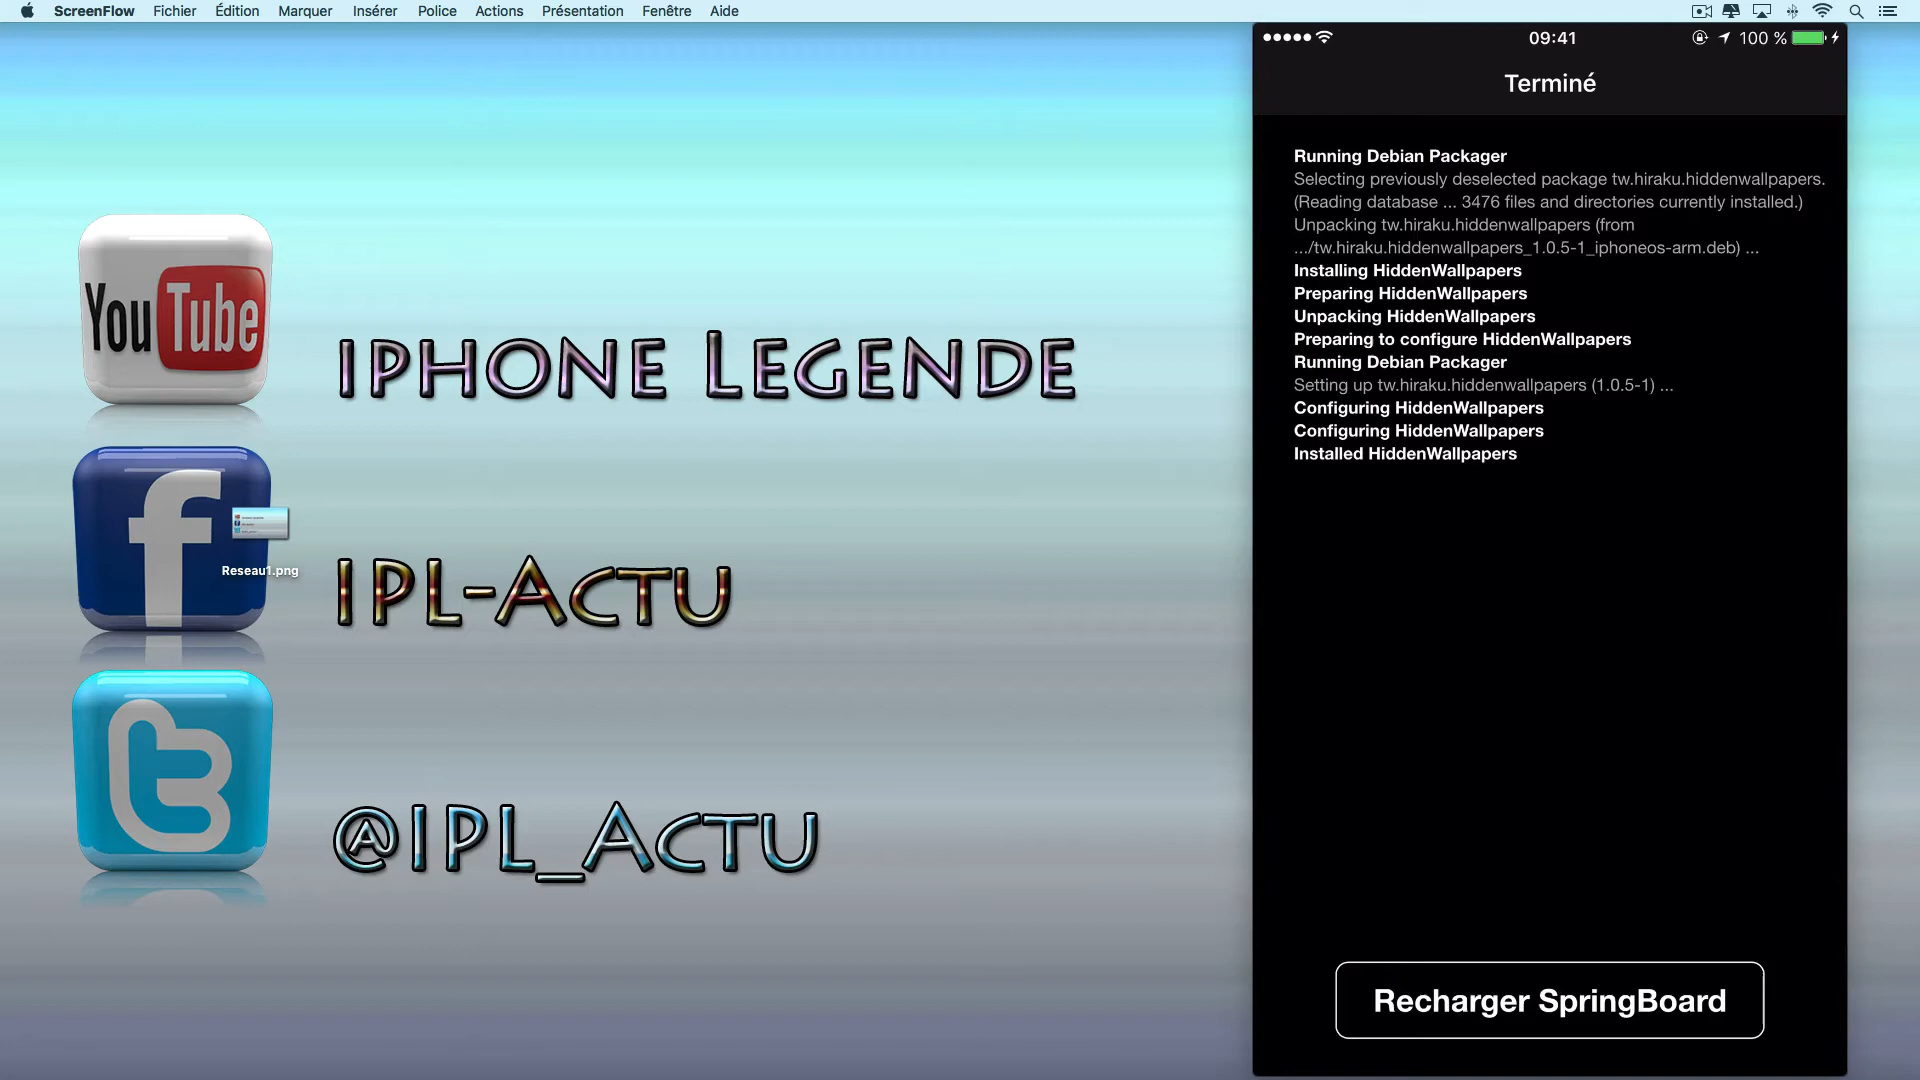 ScreenFlow Fichier Édition Marquer Insérer Police Actions Présentation Fenêtre Aide
09:41 100 %
Terminé
Running Debian Packager
Selecting previously deselected package tw.hiraku.hiddenwallpapers.
(Reading database ... 3476 files and directories currently installed.)
Unpacking tw.hiraku.hiddenwallpapers (from
.../tw.hiraku.hiddenwallpapers_1.0.5-1_iphoneos-arm.deb) ...
Installing HiddenWallpapers
Preparing HiddenWallpapers
Unpacking HiddenWallpapers
Preparing to configure HiddenWallpapers
Running Debian Packager
Setting up tw.hiraku.hiddenwallpapers (1.0.5-1) ...
Configuring HiddenWallpapers
Configuring HiddenWallpapers
Installed HiddenWallpapers
Recharger SpringBoard
YouTube
iphone Legende
Reseau1.png
IPL-Actu
@IPL_Actu